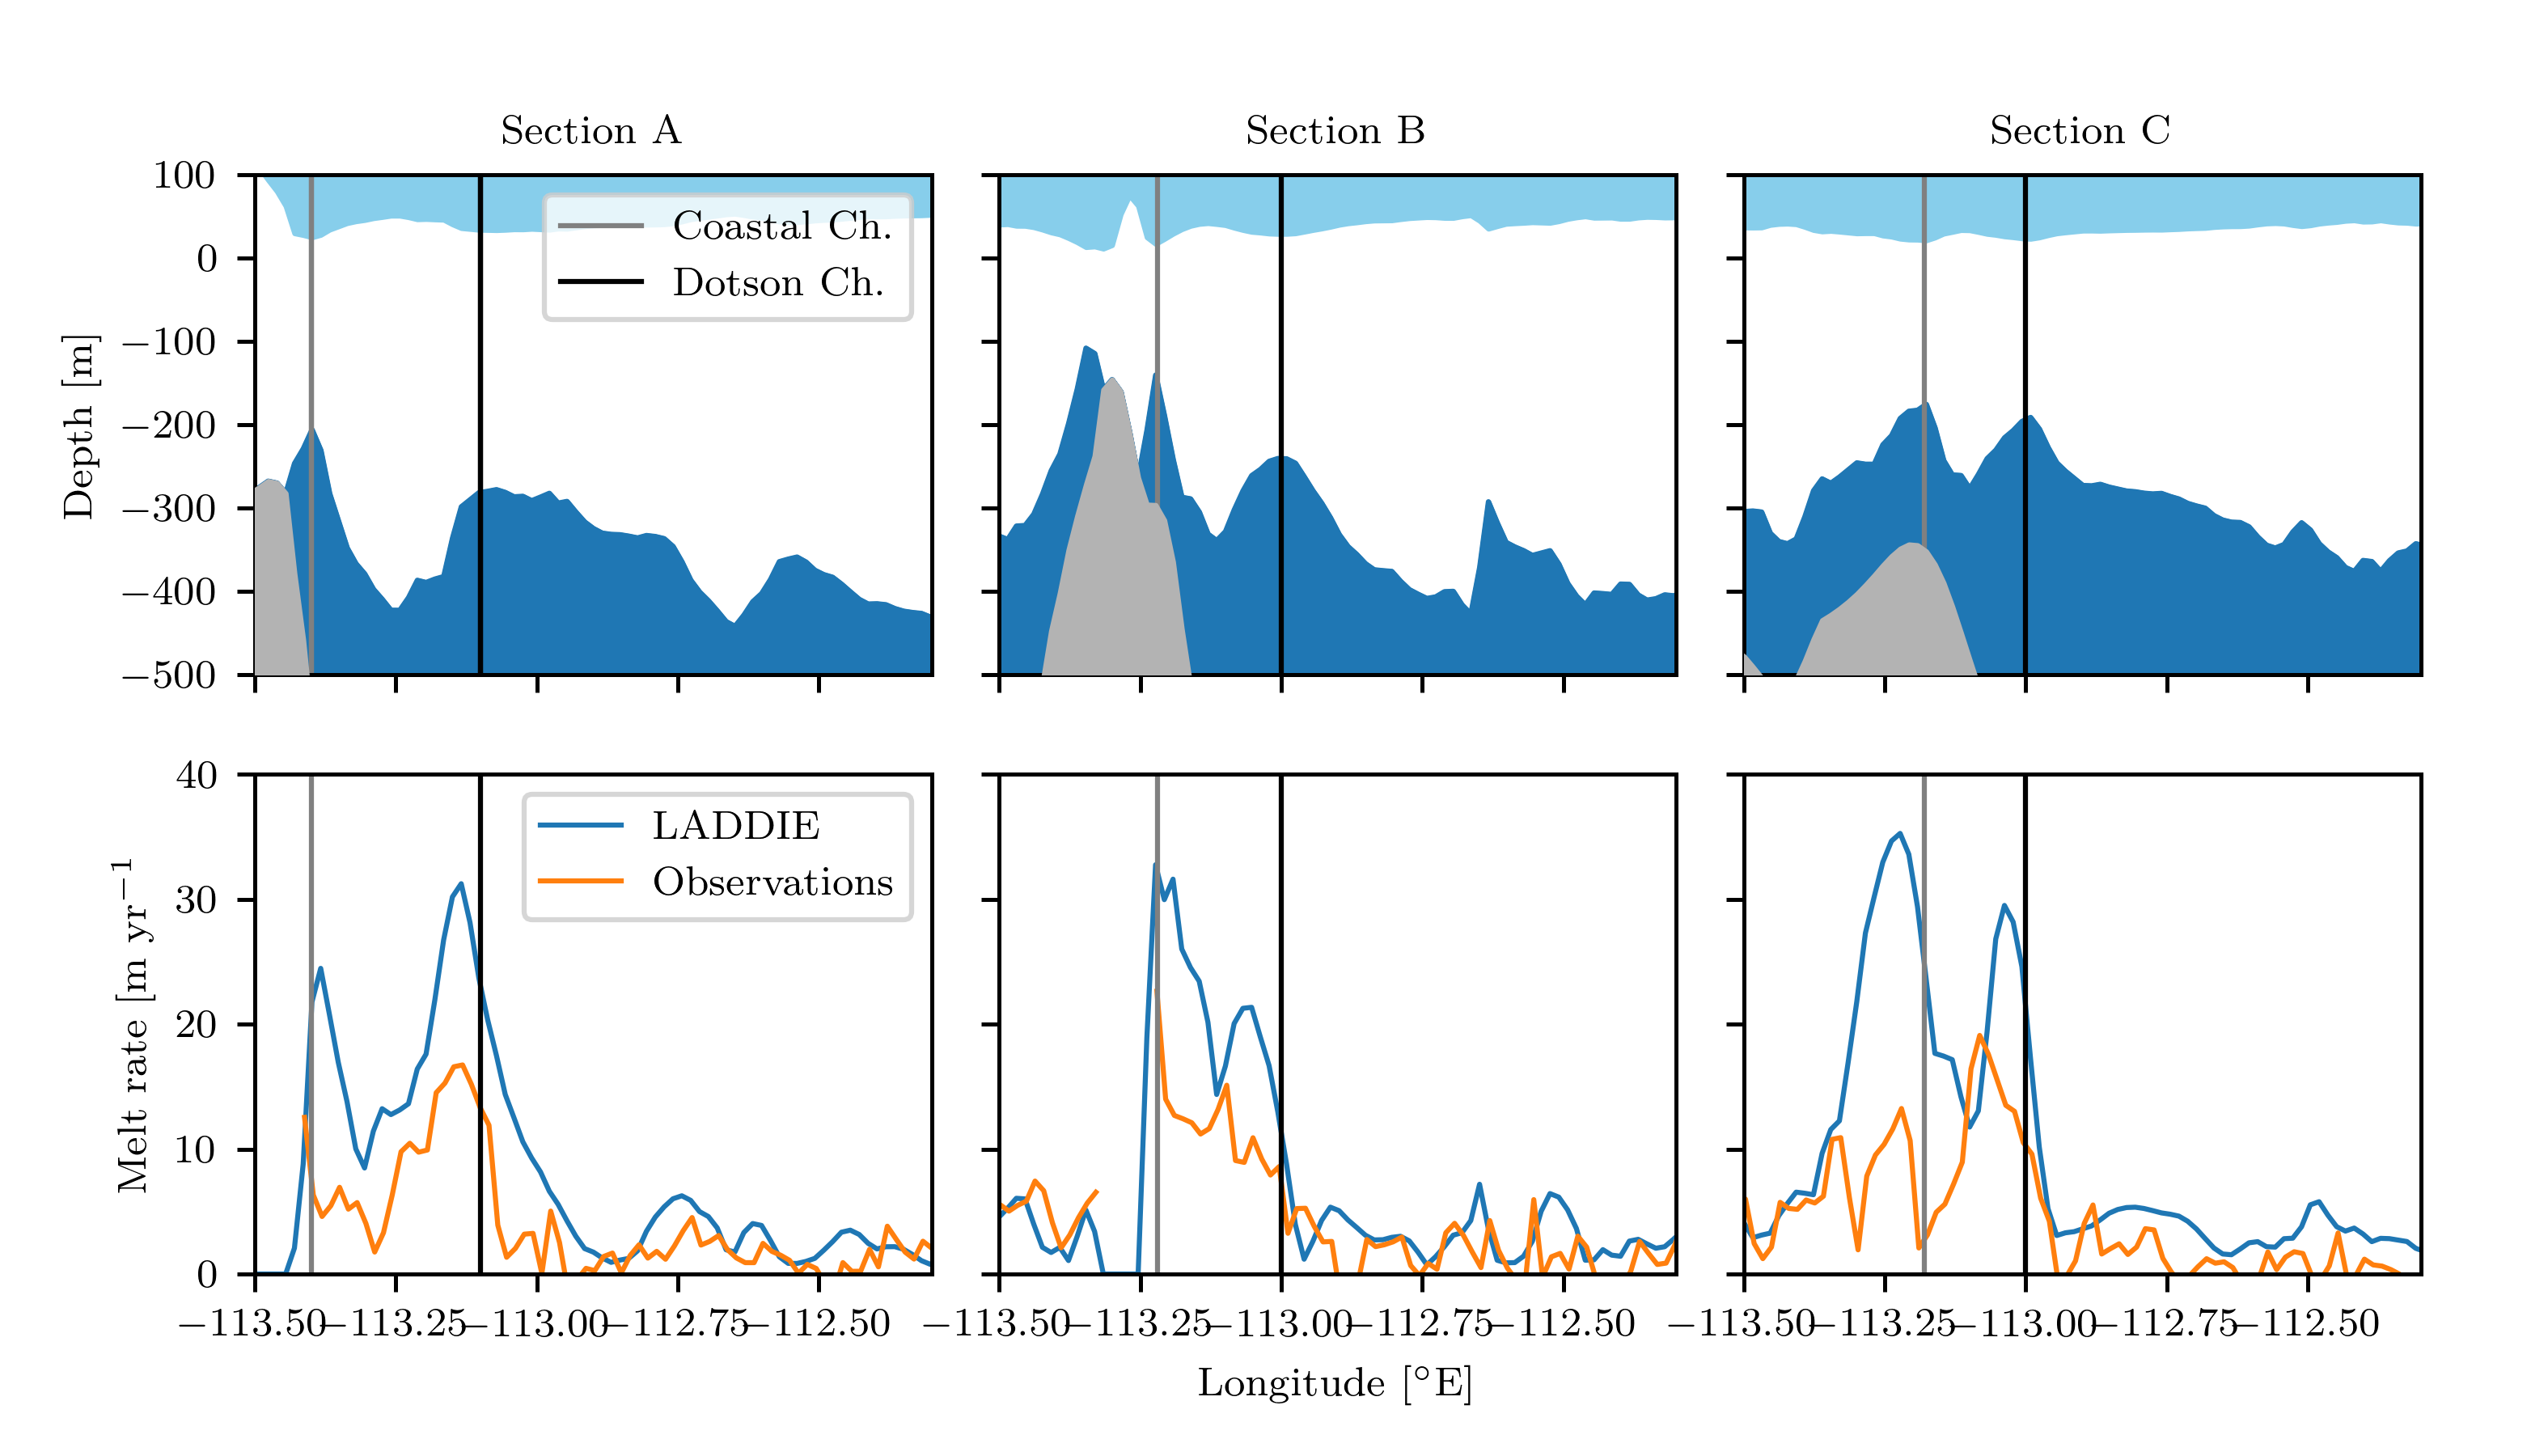 Section A
Section B
Section C
100
0
−100
−200
−300
−400
−500
Depth [m]
Coastal Ch.
Dotson Ch.
40
30
20
10
0
Melt rate [m yr⁻¹]
LADDIE
Observations
−113.50 −113.25 −113.00 −112.75 −112.50
−113.50 −113.25 −113.00 −112.75 −112.50
−113.50 −113.25 −113.00 −112.75 −112.50
Longitude [°E]